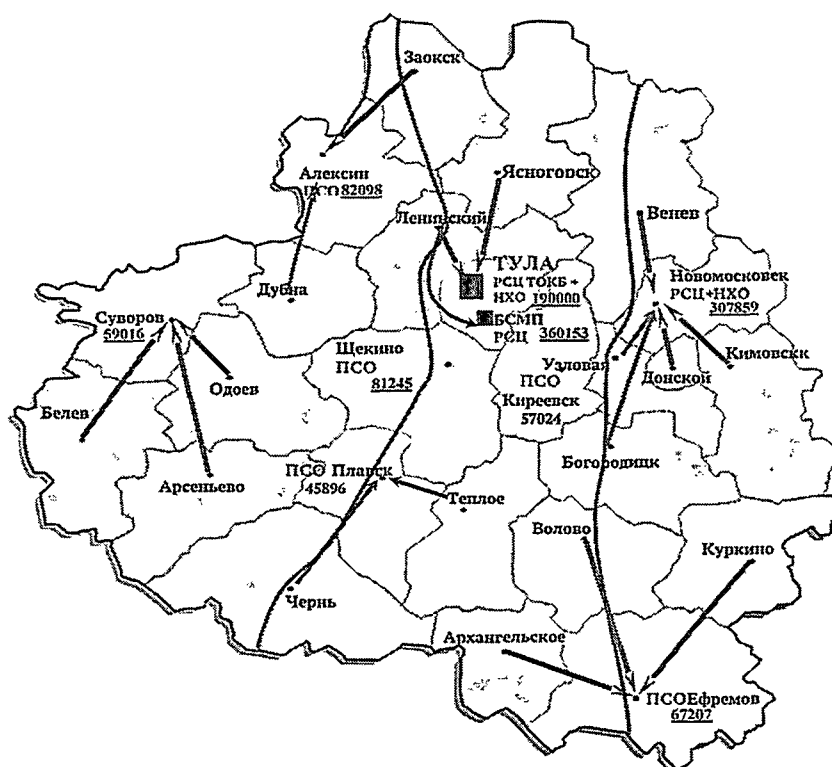 Заокск
Алексин
ПСО 82098
Ясногорск
Ленинский
Венев
ТУЛА
РСЦ ТОКБ +
НХО 190000
Дубна
Новомосковск
РСЦ+НХО
307859
Суворов
59016
БСМП
РСЦ 360153
Щекино
ПСО
81245
Узловая
ПСО
Киреевск
57024
Донской
Кимовскк
Одоев
Белев
Богородицк
Арсеньево
ПСО Плавск
45896
Теплое
Волово
Куркино
Чернь
Архангельское
ПСОЕфремов
67207